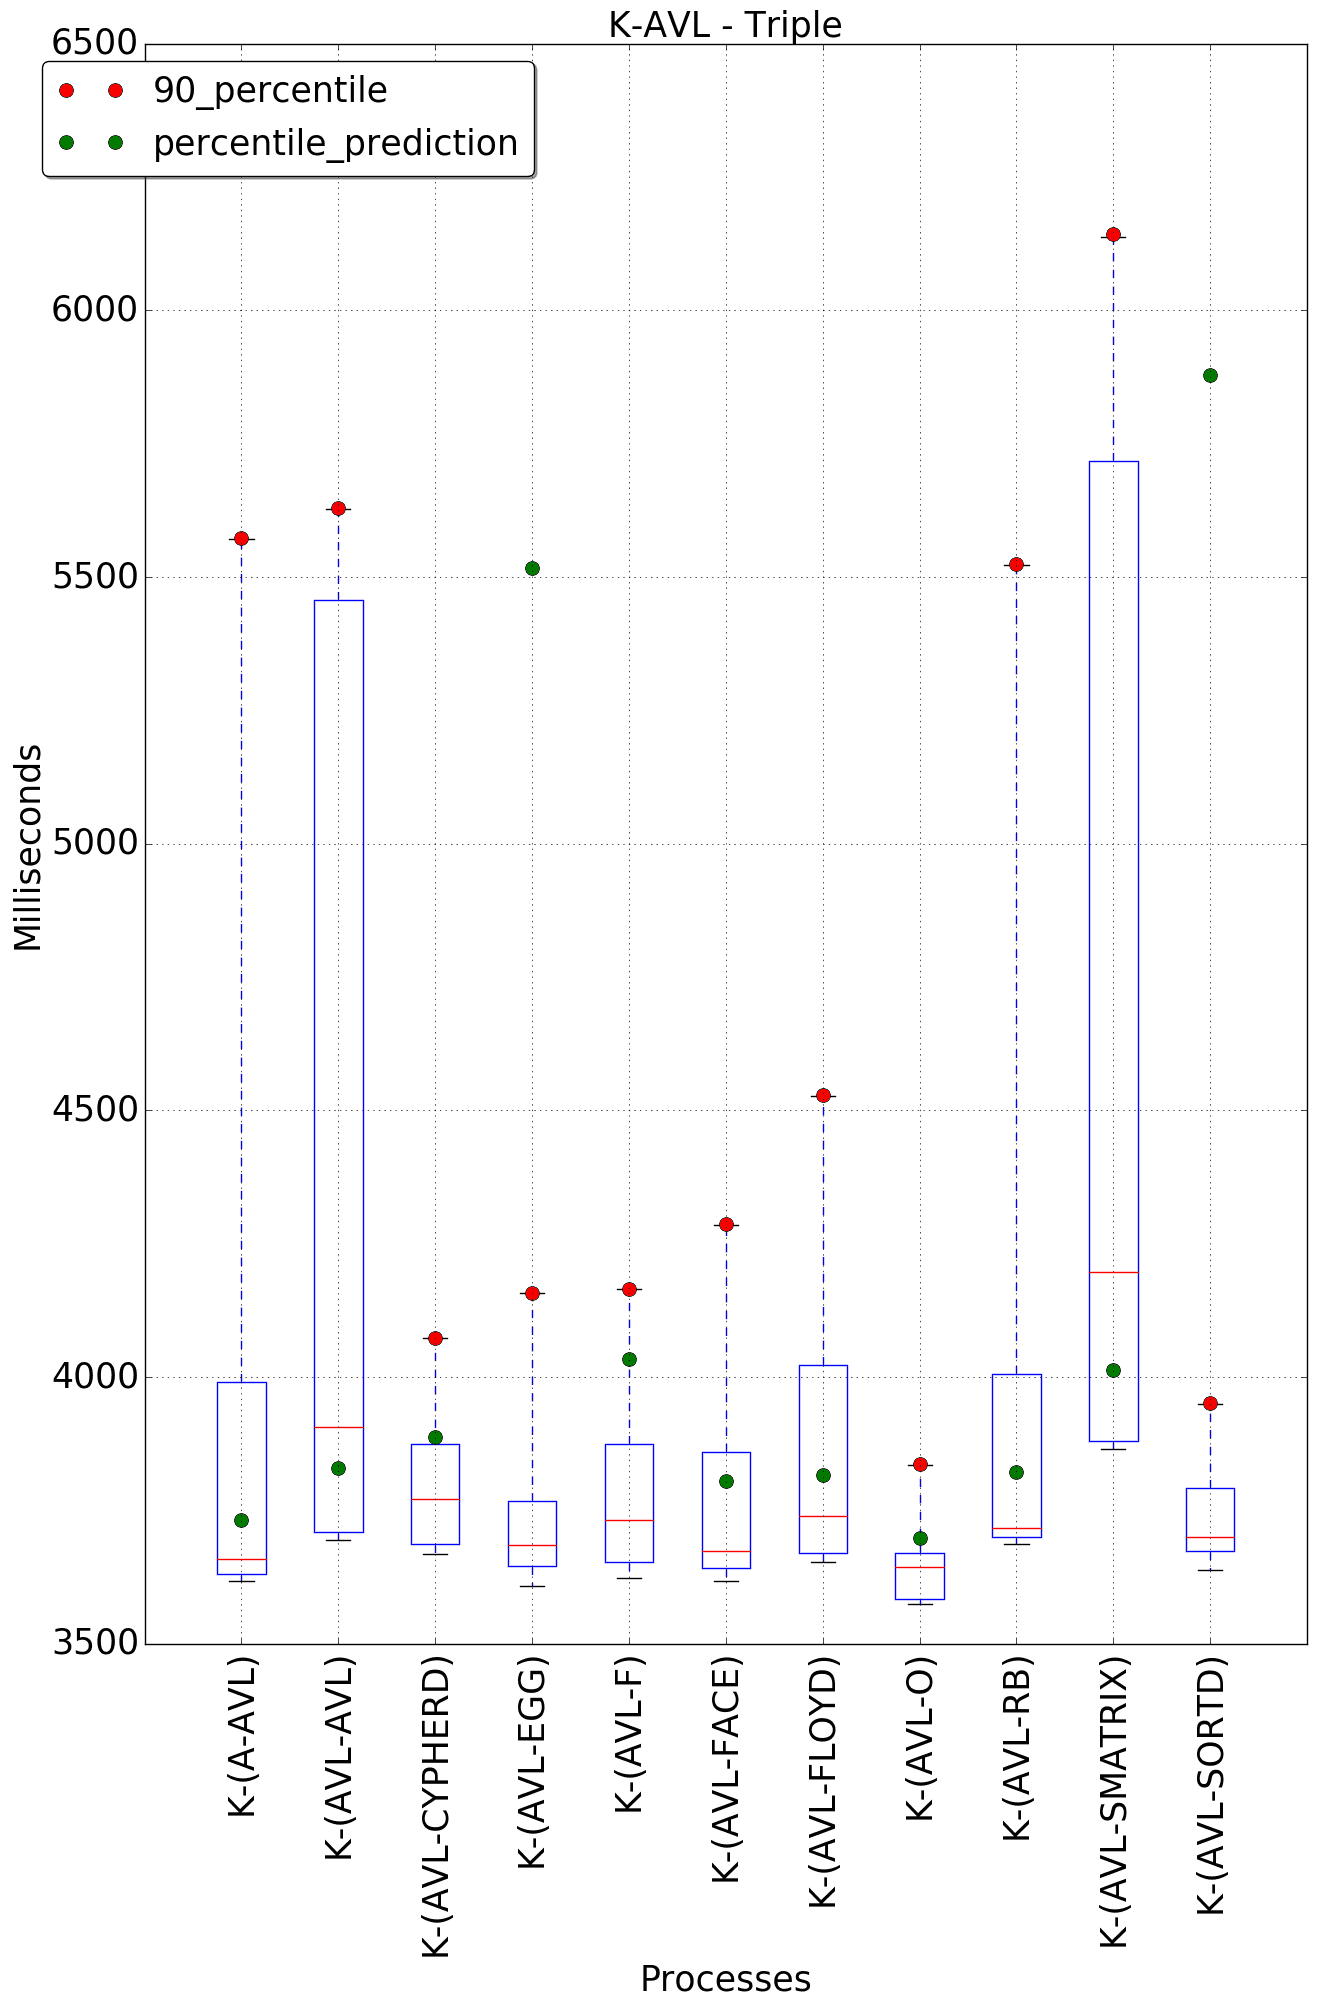 K-AVL - Triple
6500
90_percentile
percentile_prediction
6000
5500
5000
4500
4000
3500
Milliseconds
K-(A-AVL)
K-(AVL-AVL)
K-(AVL-CYPHERD)
K-(AVL-EGG)
K-(AVL-F)
K-(AVL-FACE)
K-(AVL-FLOYD)
K-(AVL-O)
K-(AVL-RB)
K-(AVL-SMATRIX)
K-(AVL-SORTD)
Processes